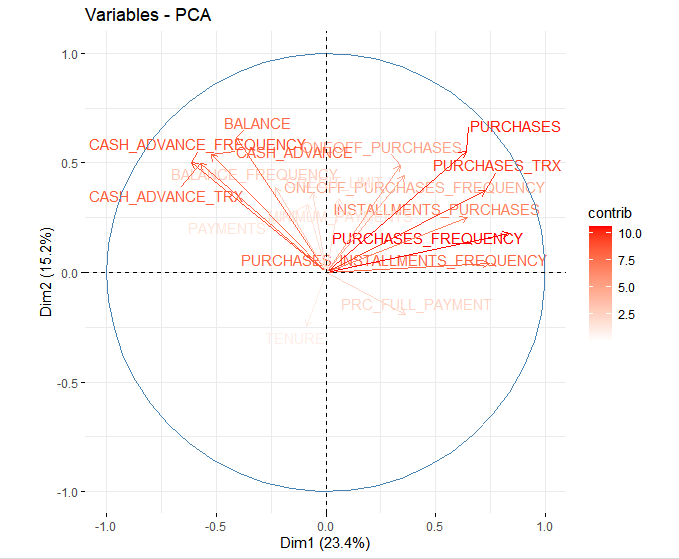 Variables - PCA
1.0
0.5
0.0
-0.5
-1.0
Dim2 (15.2%)
BALANCE
PURCHASES
CASH_ADVANCE_FREQUENCY
ONEOFF_PURCHASES
CASH_ADVANCE
PURCHASES_TRX
BALANCE_FREQUENCY
ONEOFF_PURCHASES_FREQUENCY
CASH_ADVANCE_TRX
INSTALLMENTS_PURCHASES
PAYMENTS
PURCHASES_FREQUENCY
PURCHASES_INSTALLMENTS_FREQUENCY
PRC_FULL_PAYMENT
TENURE
contrib
10.0
7.5
5.0
2.5
-1.0 -0.5 0.0 0.5 1.0
Dim1 (23.4%)